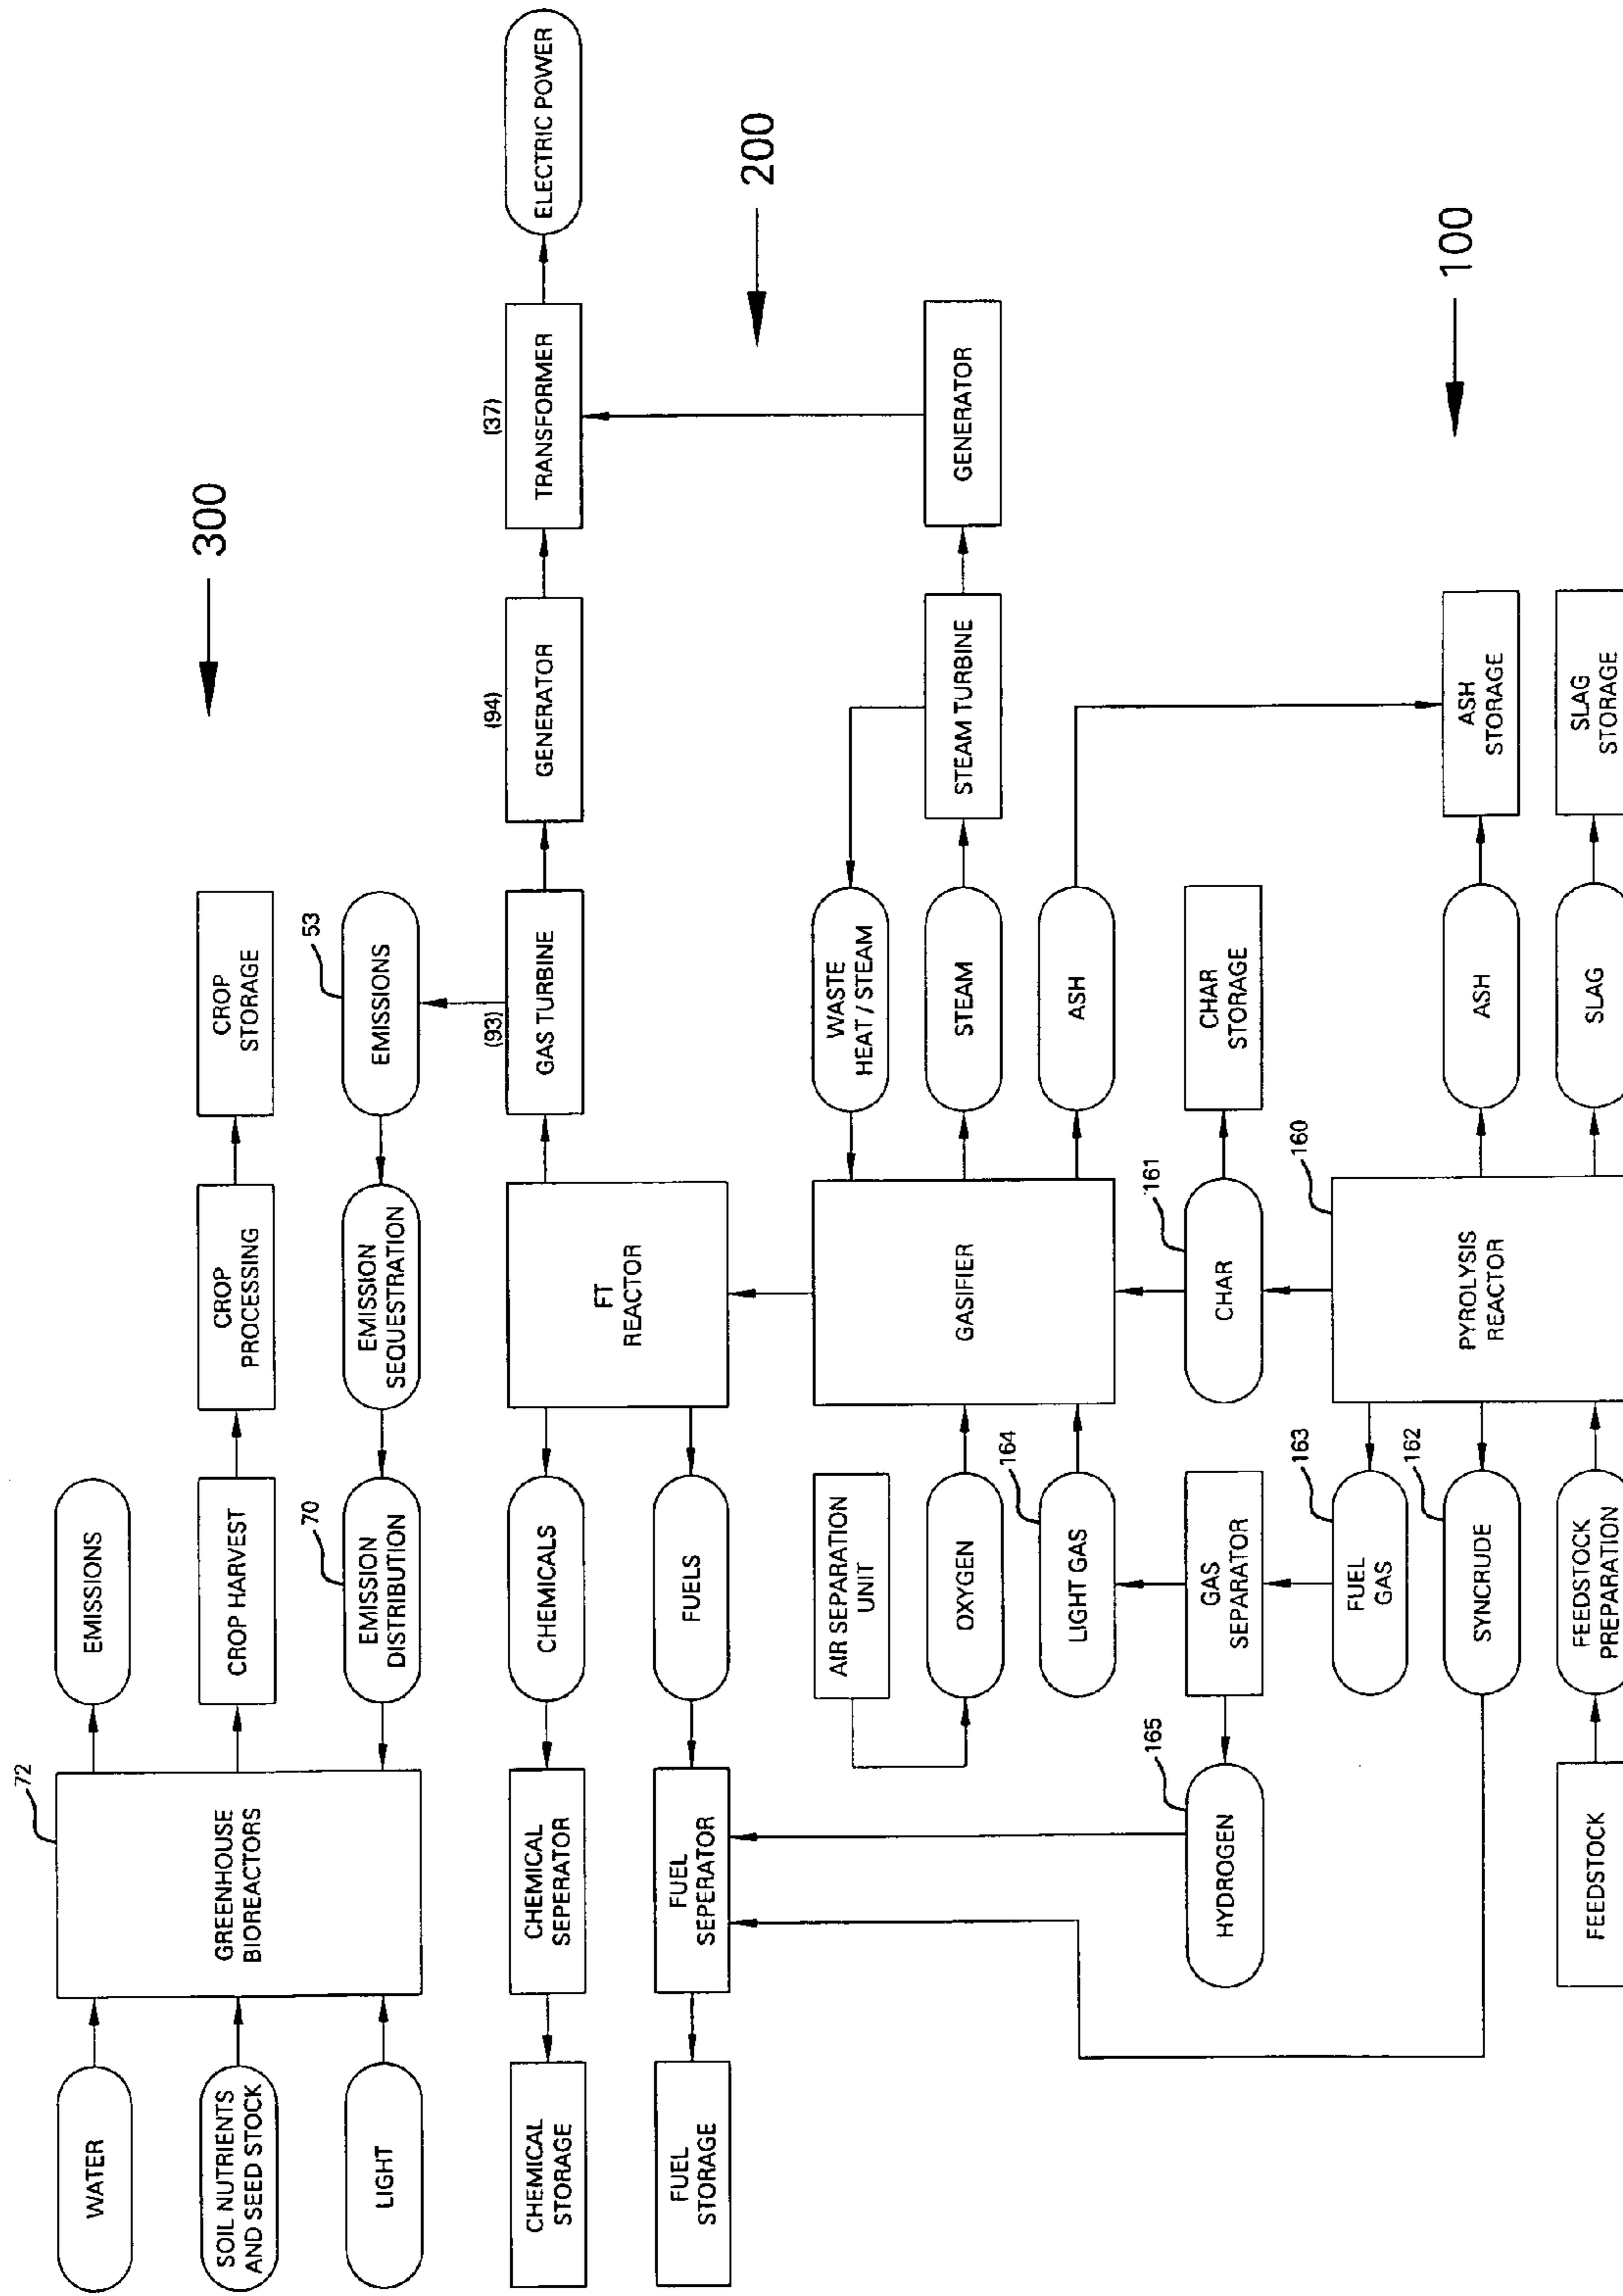 72
WATER
SOIL NUTRIENTS
AND SEED STOCK
LIGHT
GREENHOUSE
BIOREACTORS
EMISSIONS
CROP HARVEST
CROP
PROCESSING
CROP
STORAGE
300
70
EMISSION
DISTRIBUTION
EMISSION
SEQUESTRATION
53
EMISSIONS
CHEMICAL
STORAGE
CHEMICAL
SEPERATOR
CHEMICALS
FUEL
STORAGE
FUEL
SEPERATOR
FUELS
FT
REACTOR
(93)
GAS TURBINE
(94)
GENERATOR
(37)
TRANSFORMER
ELECTRIC POWER
200
AIR SEPARATION
UNIT
OXYGEN
164
LIGHT GAS
GASIFIER
WASTE
HEAT / STEAM
STEAM
ASH
STEAM TURBINE
GENERATOR
165
HYDROGEN
GAS
SEPARATOR
161
CHAR
CHAR
STORAGE
163
FUEL
GAS
162
SYNCRUDE
160
PYROLYSIS
REACTOR
ASH
ASH
STORAGE
100
FEEDSTOCK
FEEDSTOCK
PREPARATION
SLAG
SLAG
STORAGE